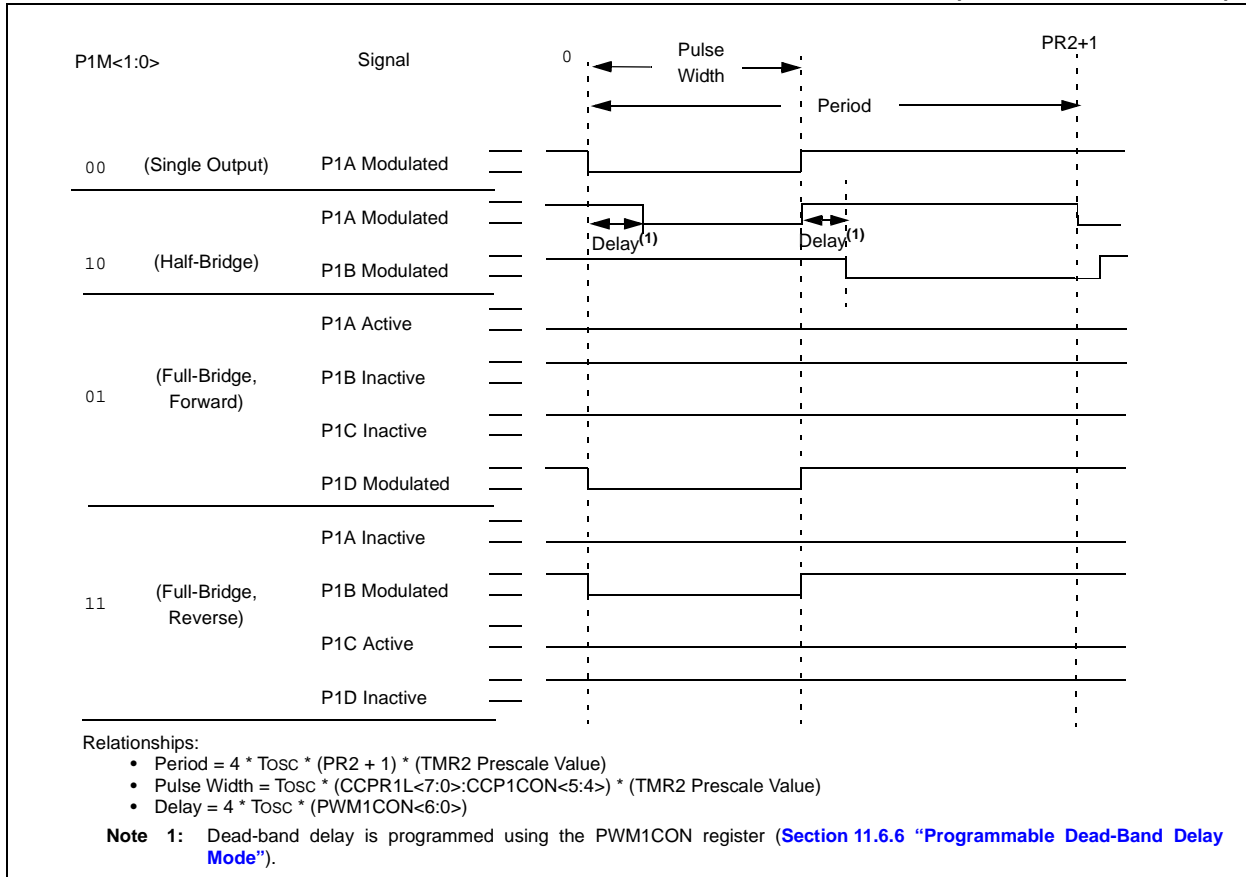 P1M<1:0>
Signal
0
Pulse
Width
PR2+1
Period
00 (Single Output) P1A Modulated
P1A Modulated
Delay(1) Delay(1)
10 (Half-Bridge) P1B Modulated
P1A Active
01 (Full-Bridge,
Forward)
P1B Inactive
P1C Inactive
P1D Modulated
P1A Inactive
11 (Full-Bridge,
Reverse)
P1B Modulated
P1C Active
P1D Inactive
Relationships:
• Period = 4 * TOSC * (PR2 + 1) * (TMR2 Prescale Value)
• Pulse Width = TOSC * (CCPR1L<7:0>:CCP1CON<5:4>) * (TMR2 Prescale Value)
• Delay = 4 * TOSC * (PWM1CON<6:0>)
Note 1: Dead-band delay is programmed using the PWM1CON register (Section 11.6.6 “Programmable Dead-Band Delay
Mode”).